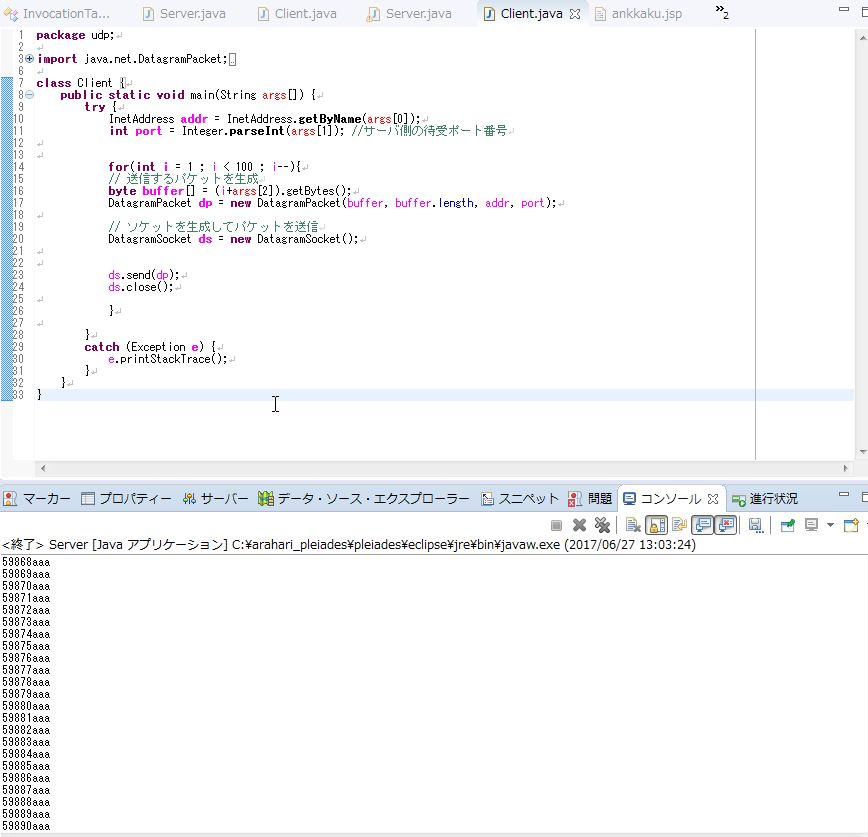 InvocationTa...
Server.java
Client.java
Server.java
Client.java
ankkaku.jsp
»2
1 package udp;
2
3 import java.net.DatagramPacket;
6
7 class Client {
8 public static void main(String args[]) {
9 try {
10 InetAddress addr = InetAddress.getByName(args[0]);
11 int port = Integer.parseInt(args[1]); //サーバ側の待受ポート番号
12
13
14 for(int i = 1 ; i < 100 ; i--){
15 // 送信するパケットを生成
16 byte buffer[] = (i+args[2]).getBytes();
17 DatagramPacket dp = new DatagramPacket(buffer, buffer.length, addr, port);
18
19 // ソケットを生成してパケットを送信
20 DatagramSocket ds = new DatagramSocket();
21
22
23 ds.send(dp);
24 ds.close();
25
26 }
27
28 }
29 catch (Exception e) {
30 e.printStackTrace();
31 }
32 }
33 }
マーカー プロパティー サーバー データ・ソース・エクスプローラー スニペット 問題 コンソール 進行状況
<終了> Server [Java アプリケーション] C:¥arahari_pleiades¥pleiades¥eclipse¥jre¥bin¥javaw.exe (2017/06/27 13:03:24)
59868aaa
59869aaa
59870aaa
59871aaa
59872aaa
59873aaa
59874aaa
59875aaa
59876aaa
59877aaa
59878aaa
59879aaa
59880aaa
59881aaa
59882aaa
59883aaa
59884aaa
59885aaa
59886aaa
59887aaa
59888aaa
59889aaa
59890aaa